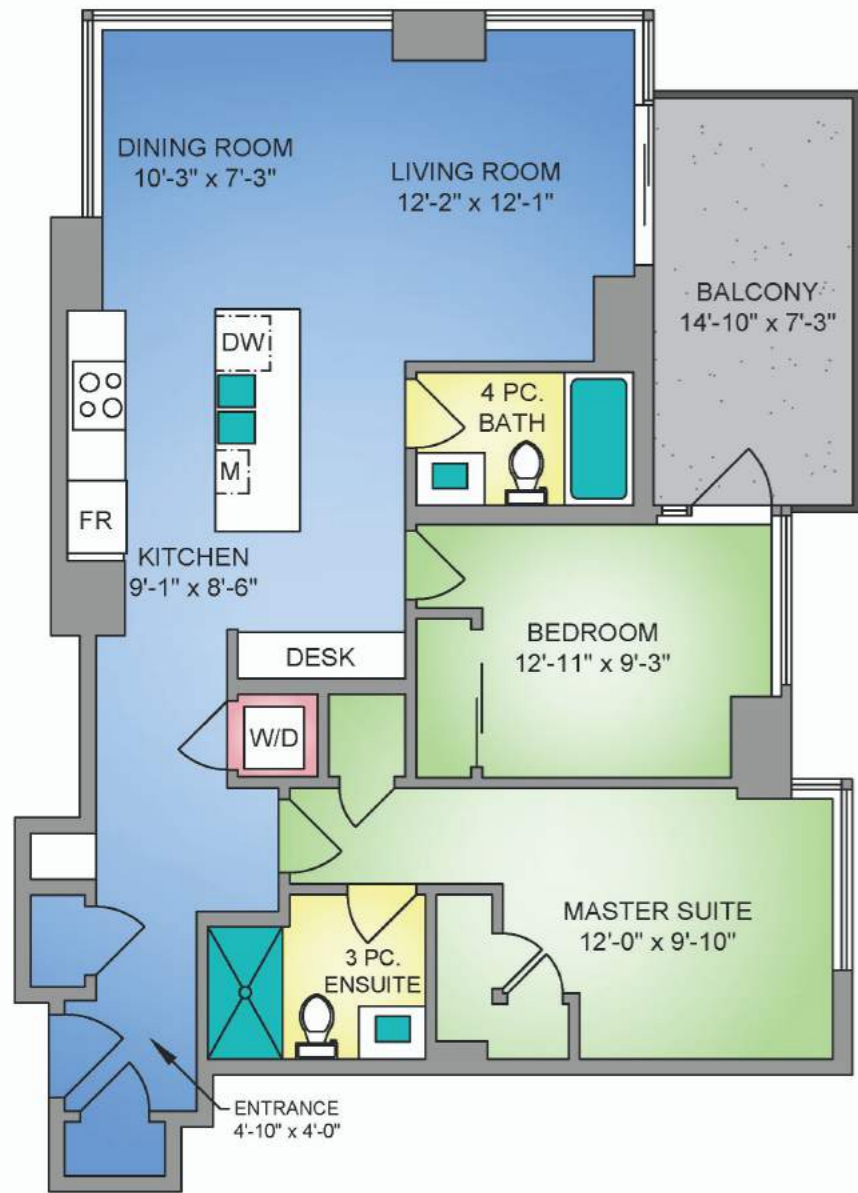 DINING ROOM
10'-3" x 7'-3"
LIVING ROOM
12'-2" x 12'-1"
BALCONY
14'-10" x 7'-3"
DW
M
FR
4 PC.
BATH
KITCHEN
9'-1" x 8'-6"
DESK
BEDROOM
12'-11" x 9'-3"
W/D
MASTER SUITE
12'-0" x 9'-10"
3 PC.
ENSUITE
ENTRANCE
4'-10" x 4'-0"